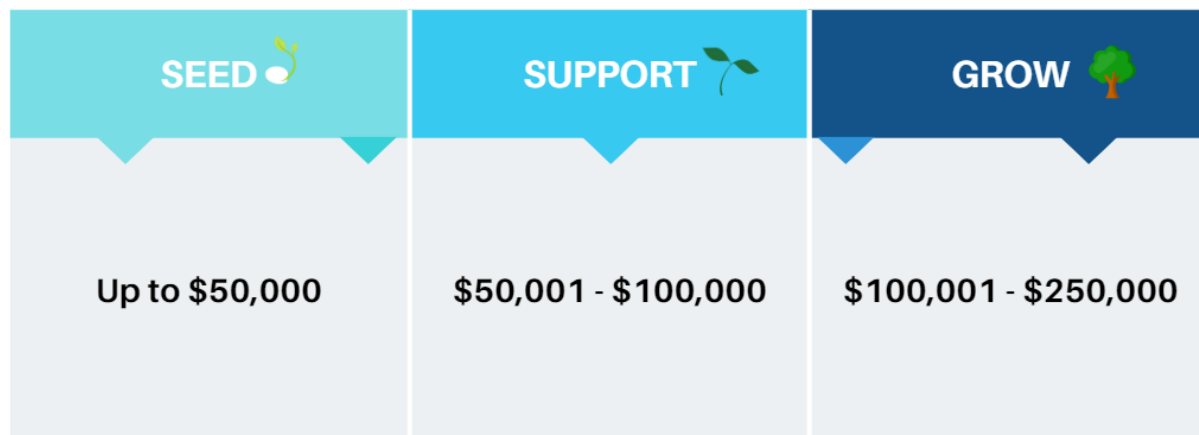 SEED
SUPPORT
GROW
Up to $50,000
$50,001 - $100,000
$100,001 - $250,000